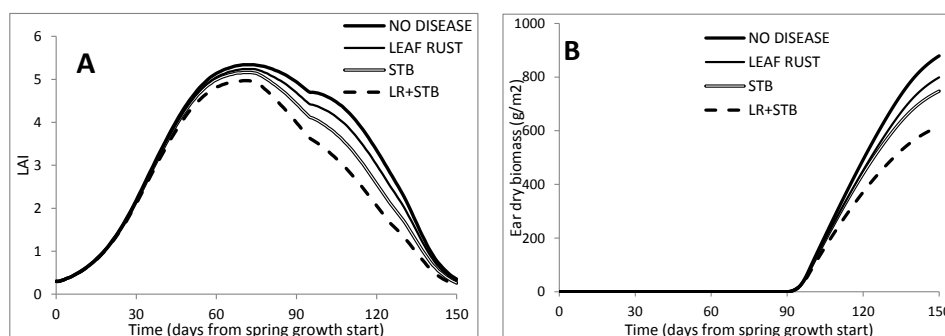 A
NO DISEASE
LEAF RUST
STB
LR+STB
LAI
6
5
4
3
2
1
0
0 30 60 90 120 150
Time (days from spring growth start)
B
NO DISEASE
LEAF RUST
STB
LR+STB
Ear dry biomass (g/m2)
1000
800
600
400
200
0
0 30 60 90 120 150
Time (days from spring growth start)